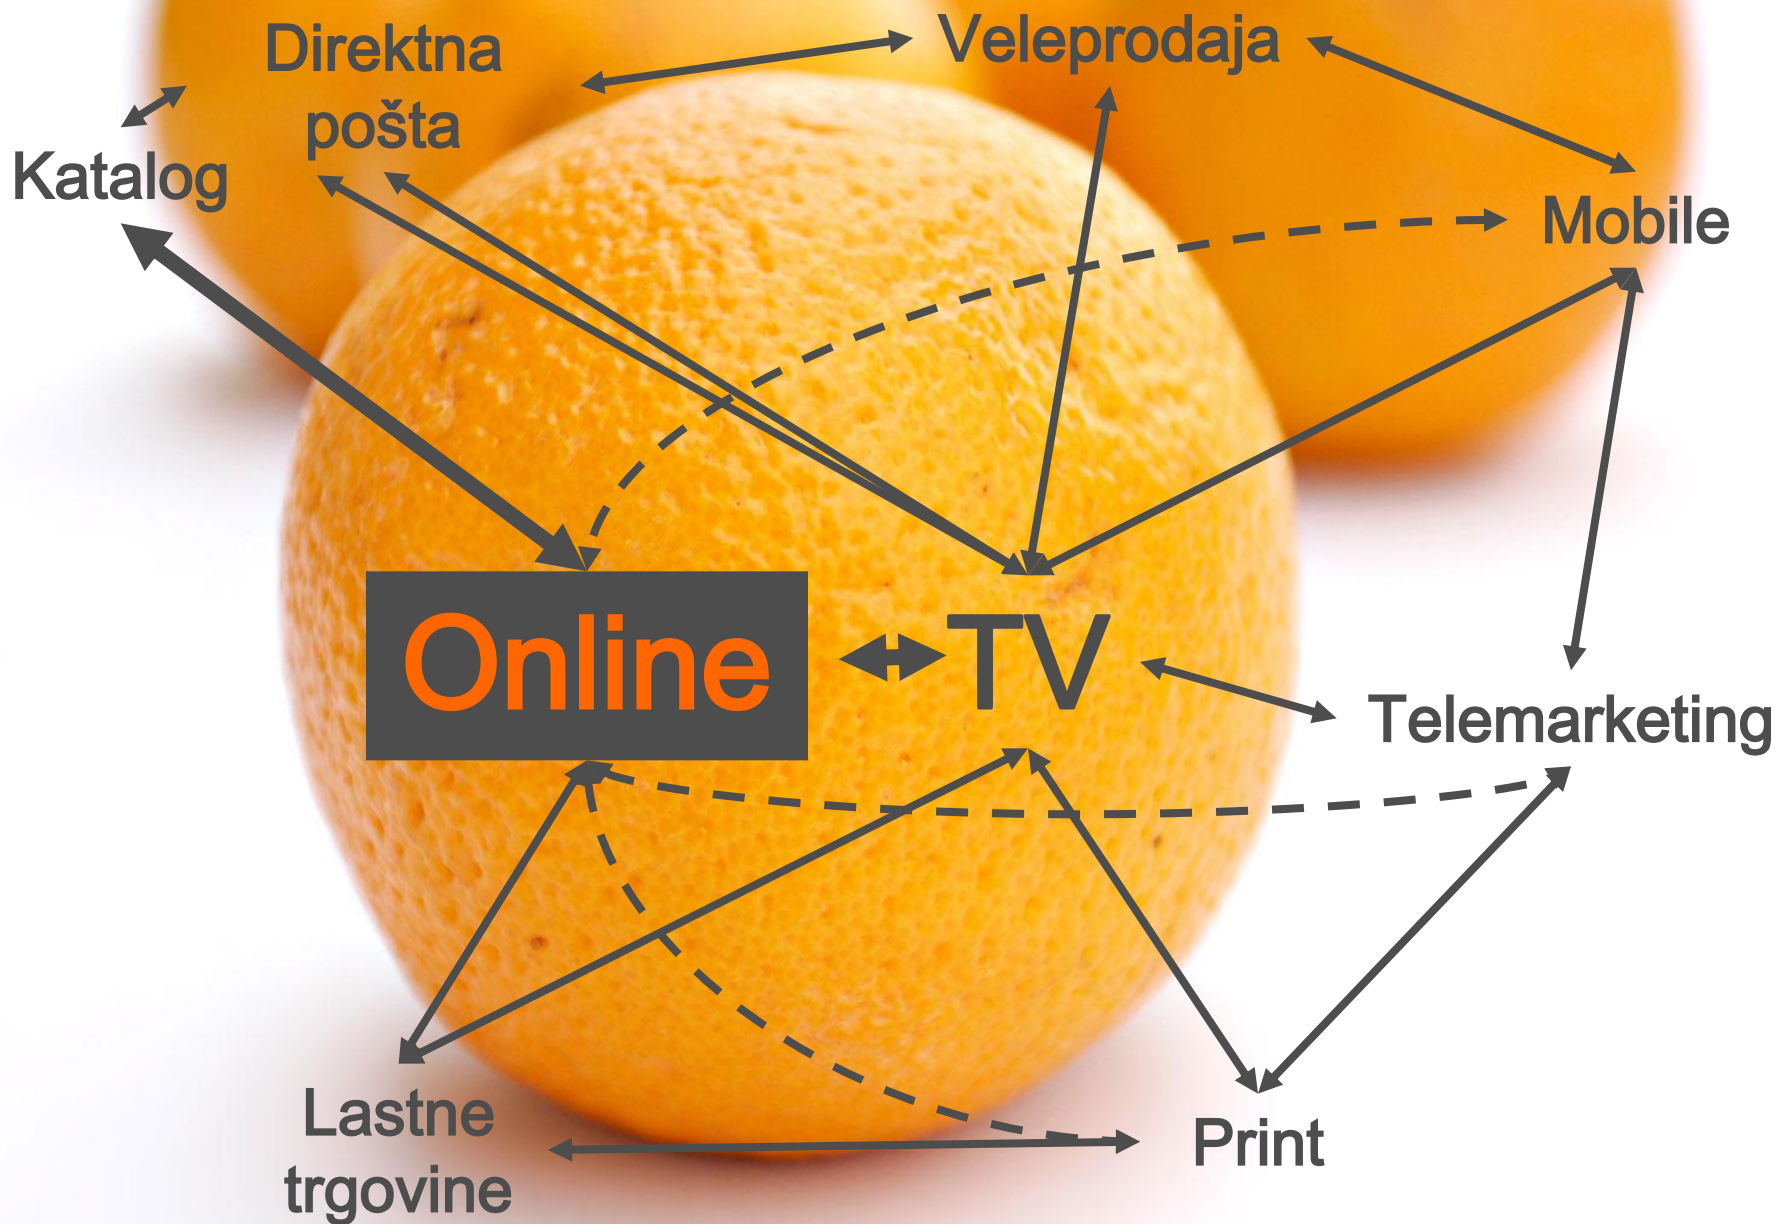 Direktna
pošta
Veleprodaja
Katalog
Mobile
Online
TV
Telemarketing
Lastne
trgovine
Print